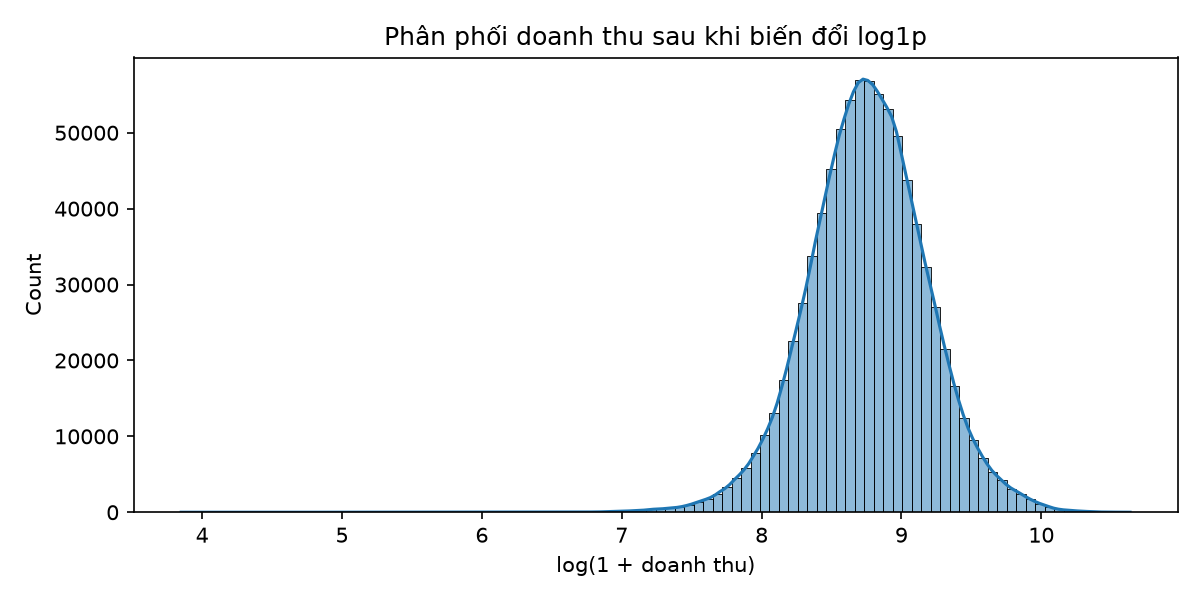 Phân phối doanh thu sau khi biến đổi log1p
Count
50000
40000
30000
20000
10000
0
4 5 6 7 8 9 10
log(1 + doanh thu)